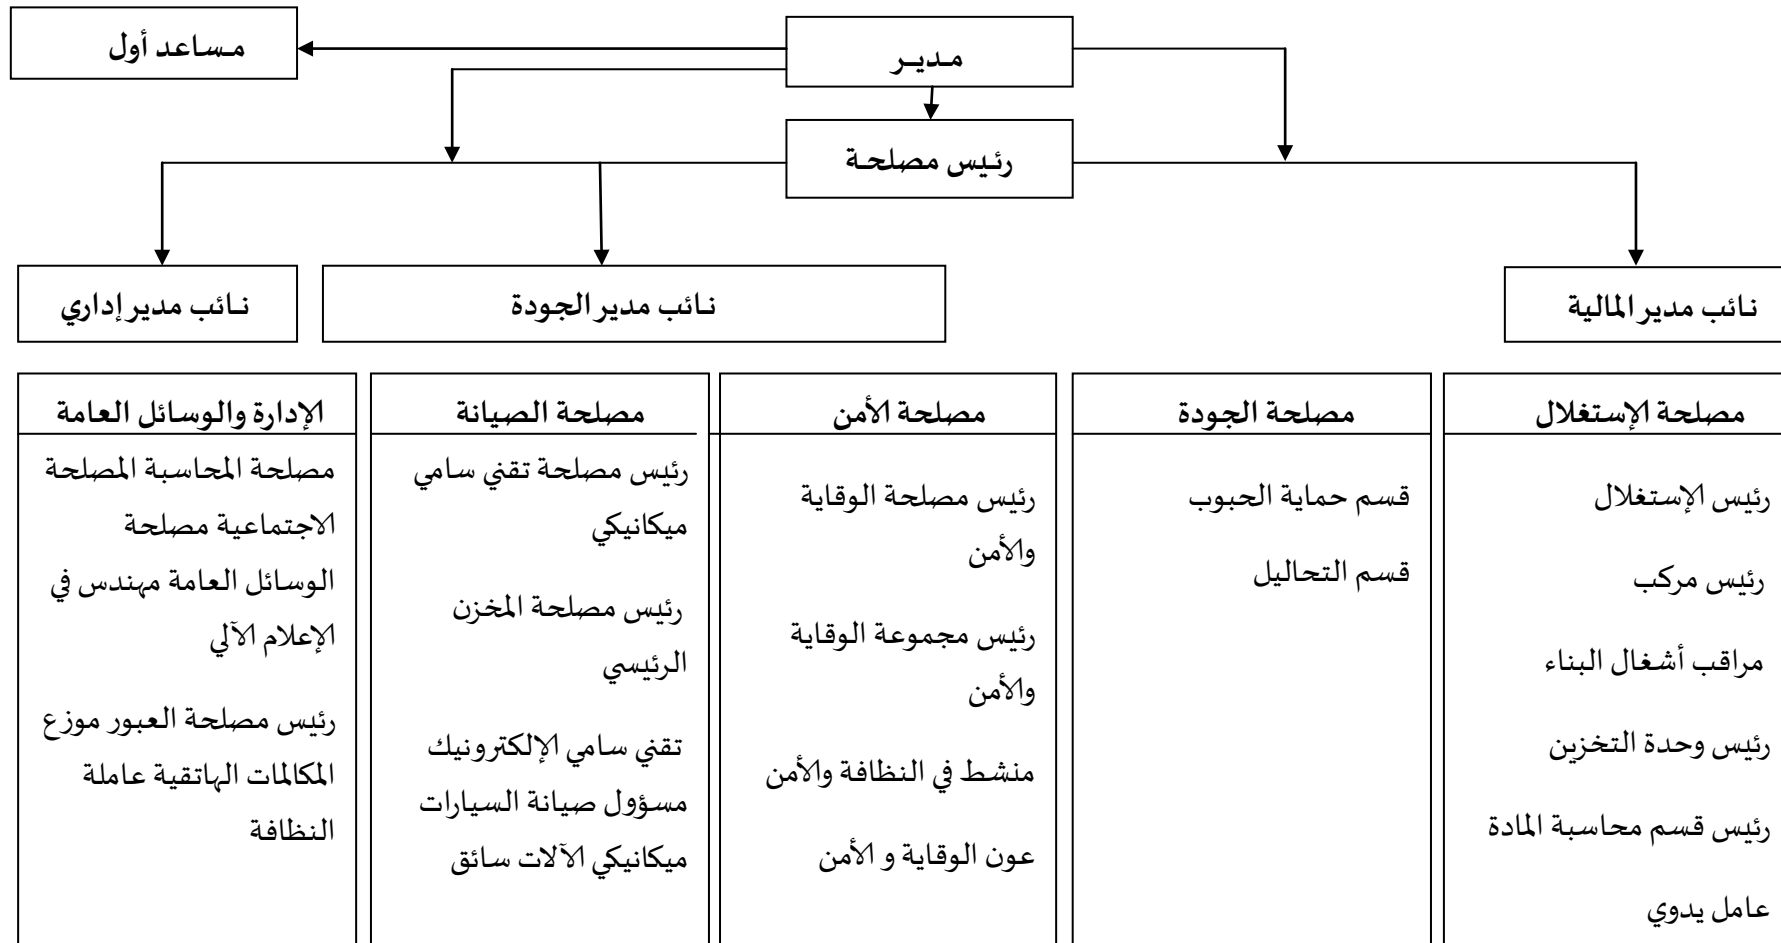 مساعد أول
مدير
رئيس مصلحة
نائب مدير المالية
نائب مدير الجودة
نائب مدير إداري
مصلحة الإستغلال
رئيس الإستغلال
رئيس مركب
مراقب أشغال البناء
رئيس وحدة التخزين
رئيس قسم محاسبة المادة
عامل يدوي
مصلحة الجودة
قسم حماية الحبوب
قسم التحاليل
مصلحة الأمن
رئيس مصلحة الوقاية
والأمن
رئيس مجموعة الوقاية
والأمن
منشط في النظافة والأمن
عون الوقاية و الأمن
مصلحة الصيانة
رئيس مصلحة تقني سامي
ميكانيكي
رئيس مصلحة المخزن
الرئيسي
تقني سامي الإلكترونيك
مسؤول صيانة السيارات
ميكانيكي الآلات سائق
الإدارة والوسائل العامة
مصلحة المحاسبة المصلحة
الاجتماعية مصلحة
الوسائل العامة مهندس في
الإعلام الآلي
رئيس مصلحة العبور موزع
المكالمات الهاتقية عاملة
النظافة